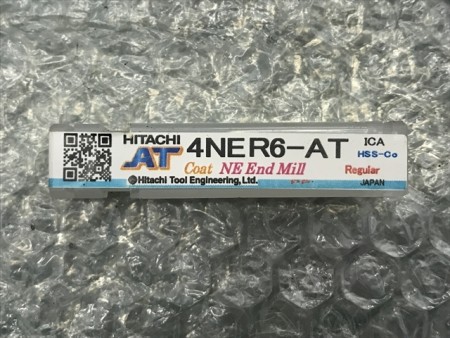 HITACHI
AT 4NER6-AT ICA
HSS-Co
Coat NE End Mill Regular
Hitachi Tool Engineering, Ltd. JAPAN